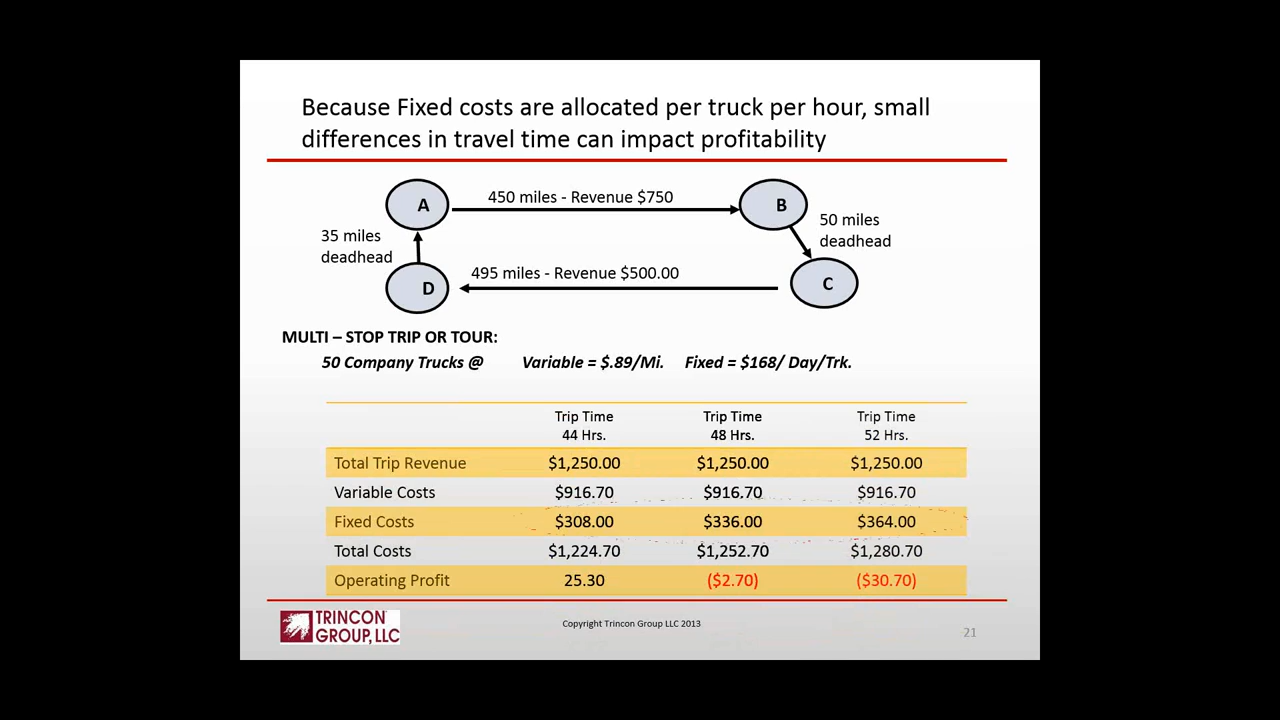 Because Fixed costs are allocated per truck per hour, small
differences in travel time can impact profitability
A
450 miles - Revenue $750
B
50 miles
deadhead
35 miles
deadhead
D
495 miles - Revenue $500.00
C
MULTI – STOP TRIP OR TOUR:
50 Company Trucks @ Variable = $.89/Mi. Fixed = $168/ Day/Trk.
Trip Time Trip Time Trip Time
44 Hrs. 48 Hrs. 52 Hrs.
Total Trip Revenue $1,250.00 $1,250.00 $1,250.00
Variable Costs $916.70 $916.70 $916.70
Fixed Costs $308.00 $336.00 $364.00
Total Costs $1,224.70 $1,252.70 $1,280.70
Operating Profit 25.30 ($2.70) ($30.70)
TRINCON
GROUP, LLC
Copyright Trincon Group LLC 2013
21